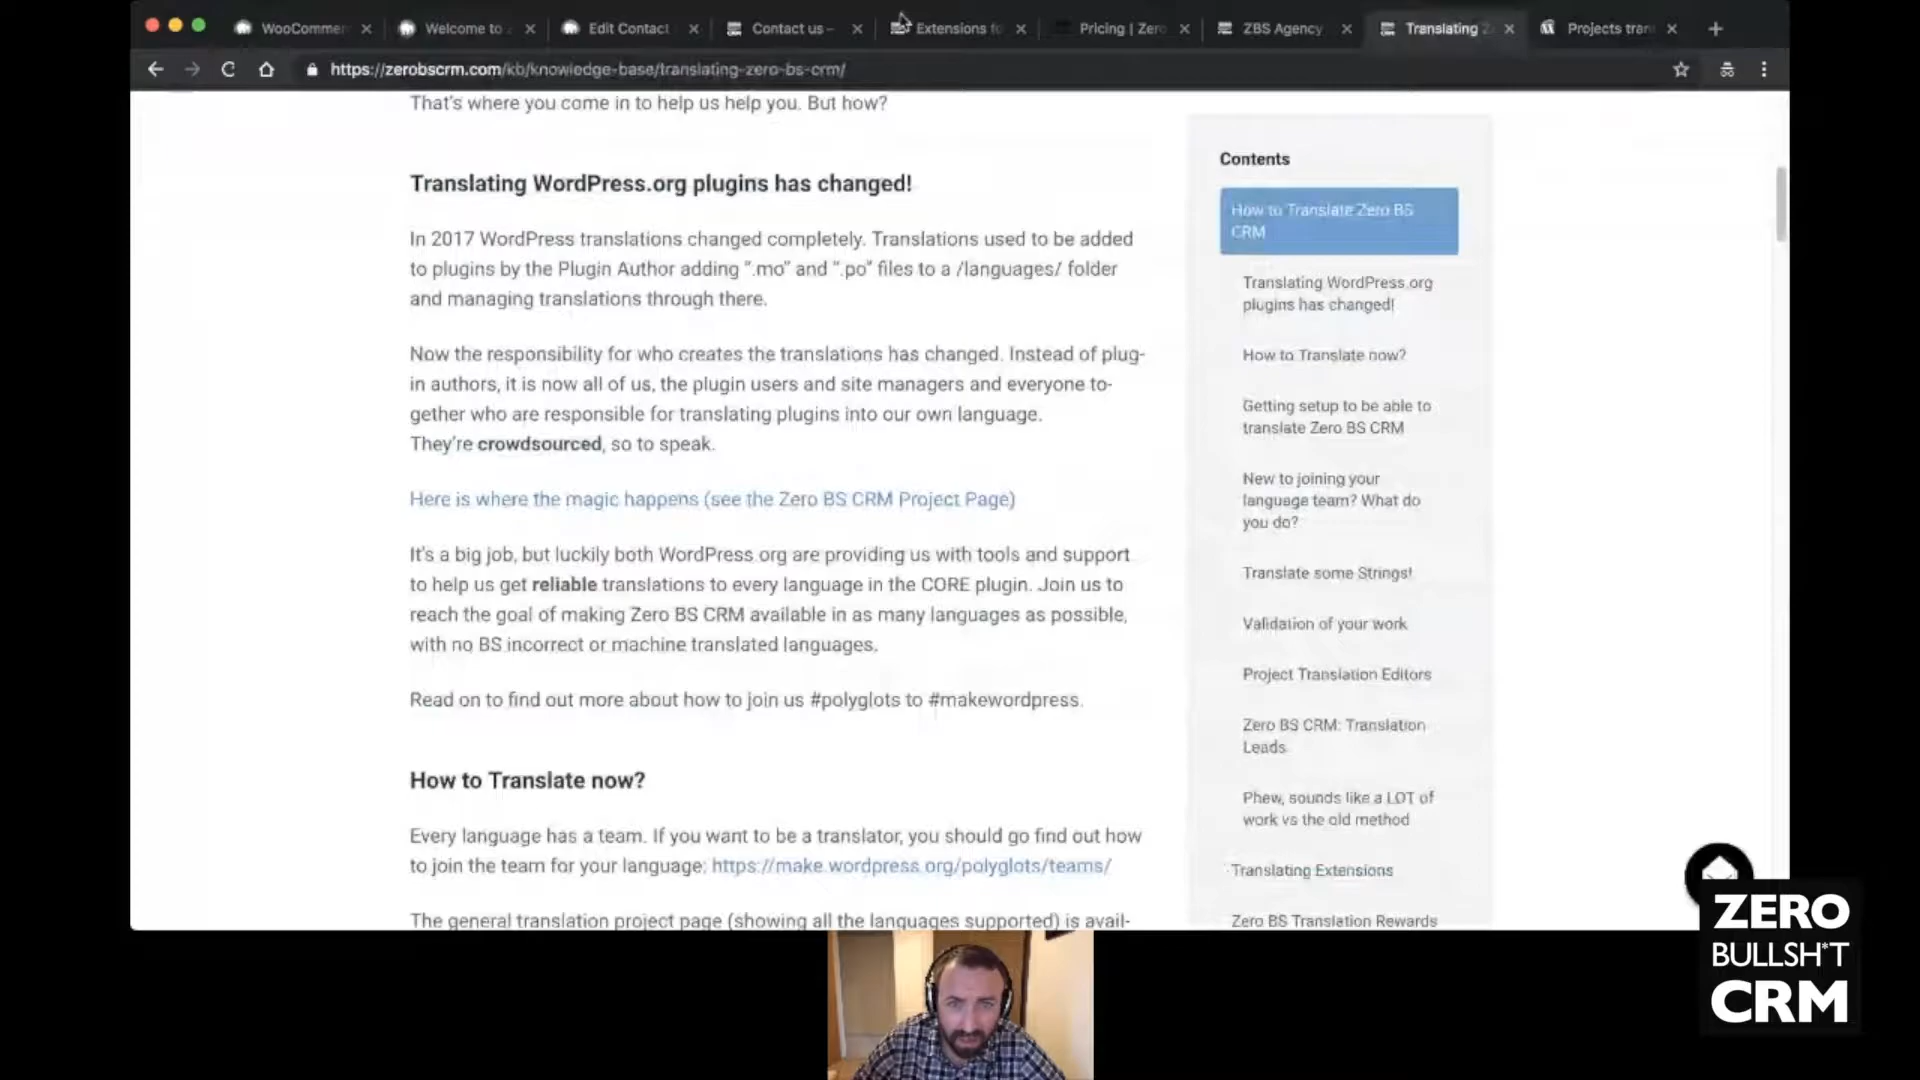 WooCommer
Welcome to
Edit Contact
Contact us –
Extensions fo
Pricing | Zero
ZBS Agency
Translating Z
Projects tran
https://zerobscrm.com/kb/knowledge-base/translating-zero-bs-crm/
That's where you come in to help us help you. But how?
Translating WordPress.org plugins has changed!
In 2017 WordPress translations changed completely. Translations used to be added
to plugins by the Plugin Author adding “.mo” and “.po” files to a /languages/ folder
and managing translations through there.
Now the responsibility for who creates the translations has changed. Instead of plug-
in authors, it is now all of us, the plugin users and site managers and everyone to-
gether who are responsible for translating plugins into our own language.
They're crowdsourced, so to speak.
Here is where the magic happens (see the Zero BS CRM Project Page)
It's a big job, but luckily both WordPress.org are providing us with tools and support
to help us get reliable translations to every language in the CORE plugin. Join us to
reach the goal of making Zero BS CRM available in as many languages as possible,
with no BS incorrect or machine translated languages.
Read on to find out more about how to join us #polyglots to #makewordpress.
How to Translate now?
Every language has a team. If you want to be a translator, you should go find out how
to join the team for your language: https://make.wordpress.org/polyglots/teams/
The general translation project page (showing all the languages supported) is avail-
Contents
How to Translate Zero BS
CRM
Translating WordPress.org
plugins has changed!
How to Translate now?
Getting setup to be able to
translate Zero BS CRM
New to joining your
language team? What do
you do?
Translate some Strings!
Validation of your work
Project Translation Editors
Zero BS CRM: Translation
Leads
Phew, sounds like a LOT of
work vs the old method
Translating Extensions
Zero BS Translation Rewards
ZERO
BULLSH*T
CRM